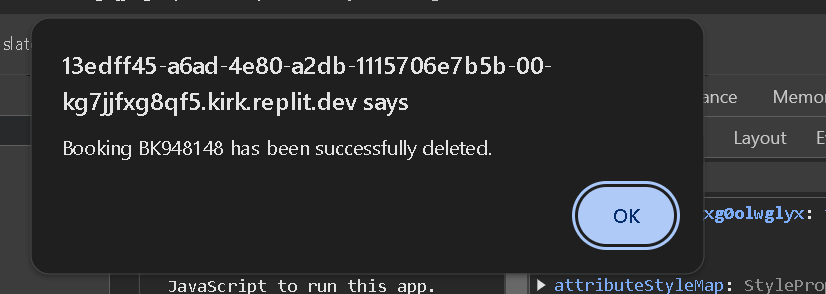 slat
13edff45-a6ad-4e80-a2db-1115706e7b5b-00-
kg7jjfxg8qf5.kirk.replit.dev says
ance Memor
Booking BK948148 has been successfully deleted.
Layout E
OK
xg0olwglyx:
JavaScript to run this app.
▶ attributeStyleMap: StyleProp